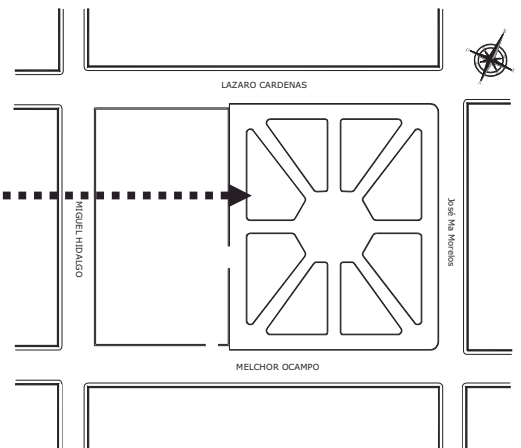 LAZARO CARDENAS
MIGUEL HIDALGO
José Ma Morelos
MELCHOR OCAMPO